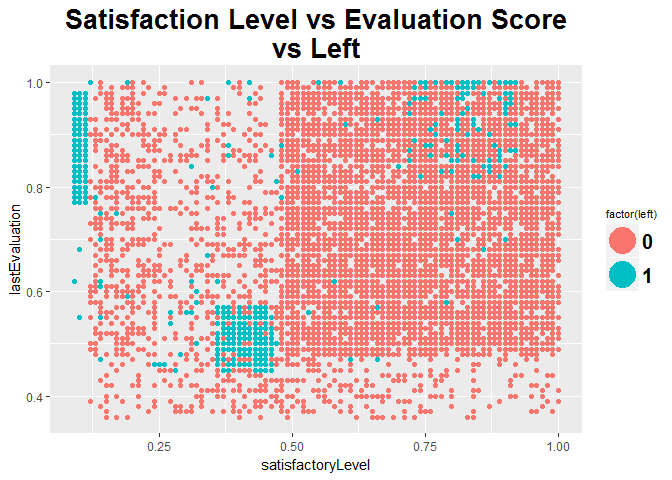 Satisfaction Level vs Evaluation Score
vs Left
1.0
0.8
0.6
0.4
lastEvaluation
0.25
0.50
0.75
1.00
satisfactoryLevel
factor(left)
0
1